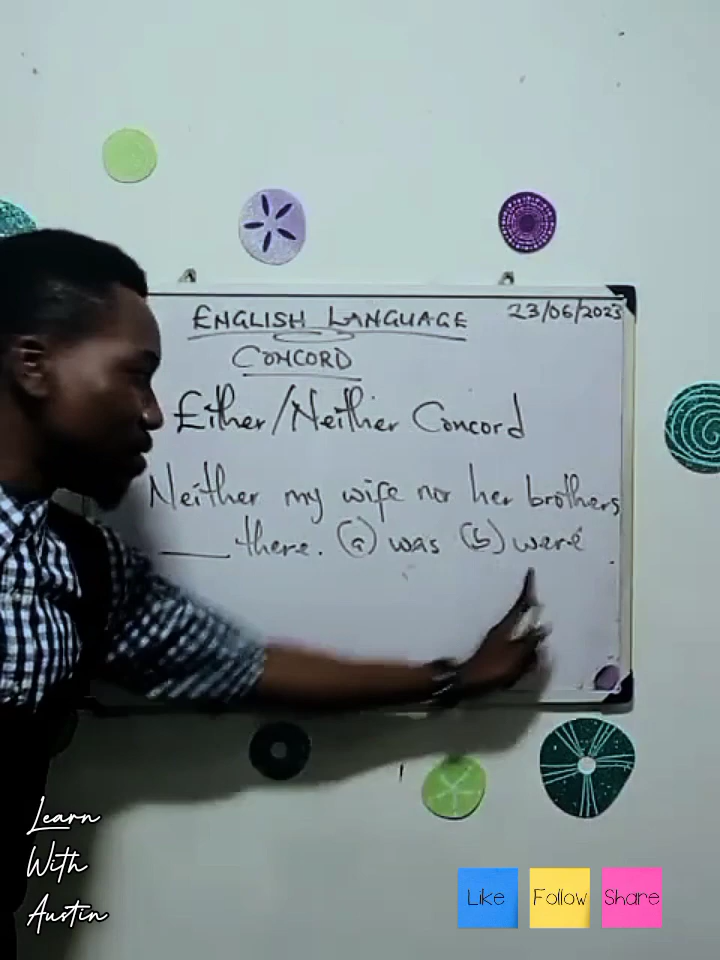 ENGLISH LANGUAGE
23/06/2023
CONCORD
Either/Neither Concord
Neither my wife nor her brothers
____ there. (a) was (b) were
Learn
With
Austin
Like Follow Share